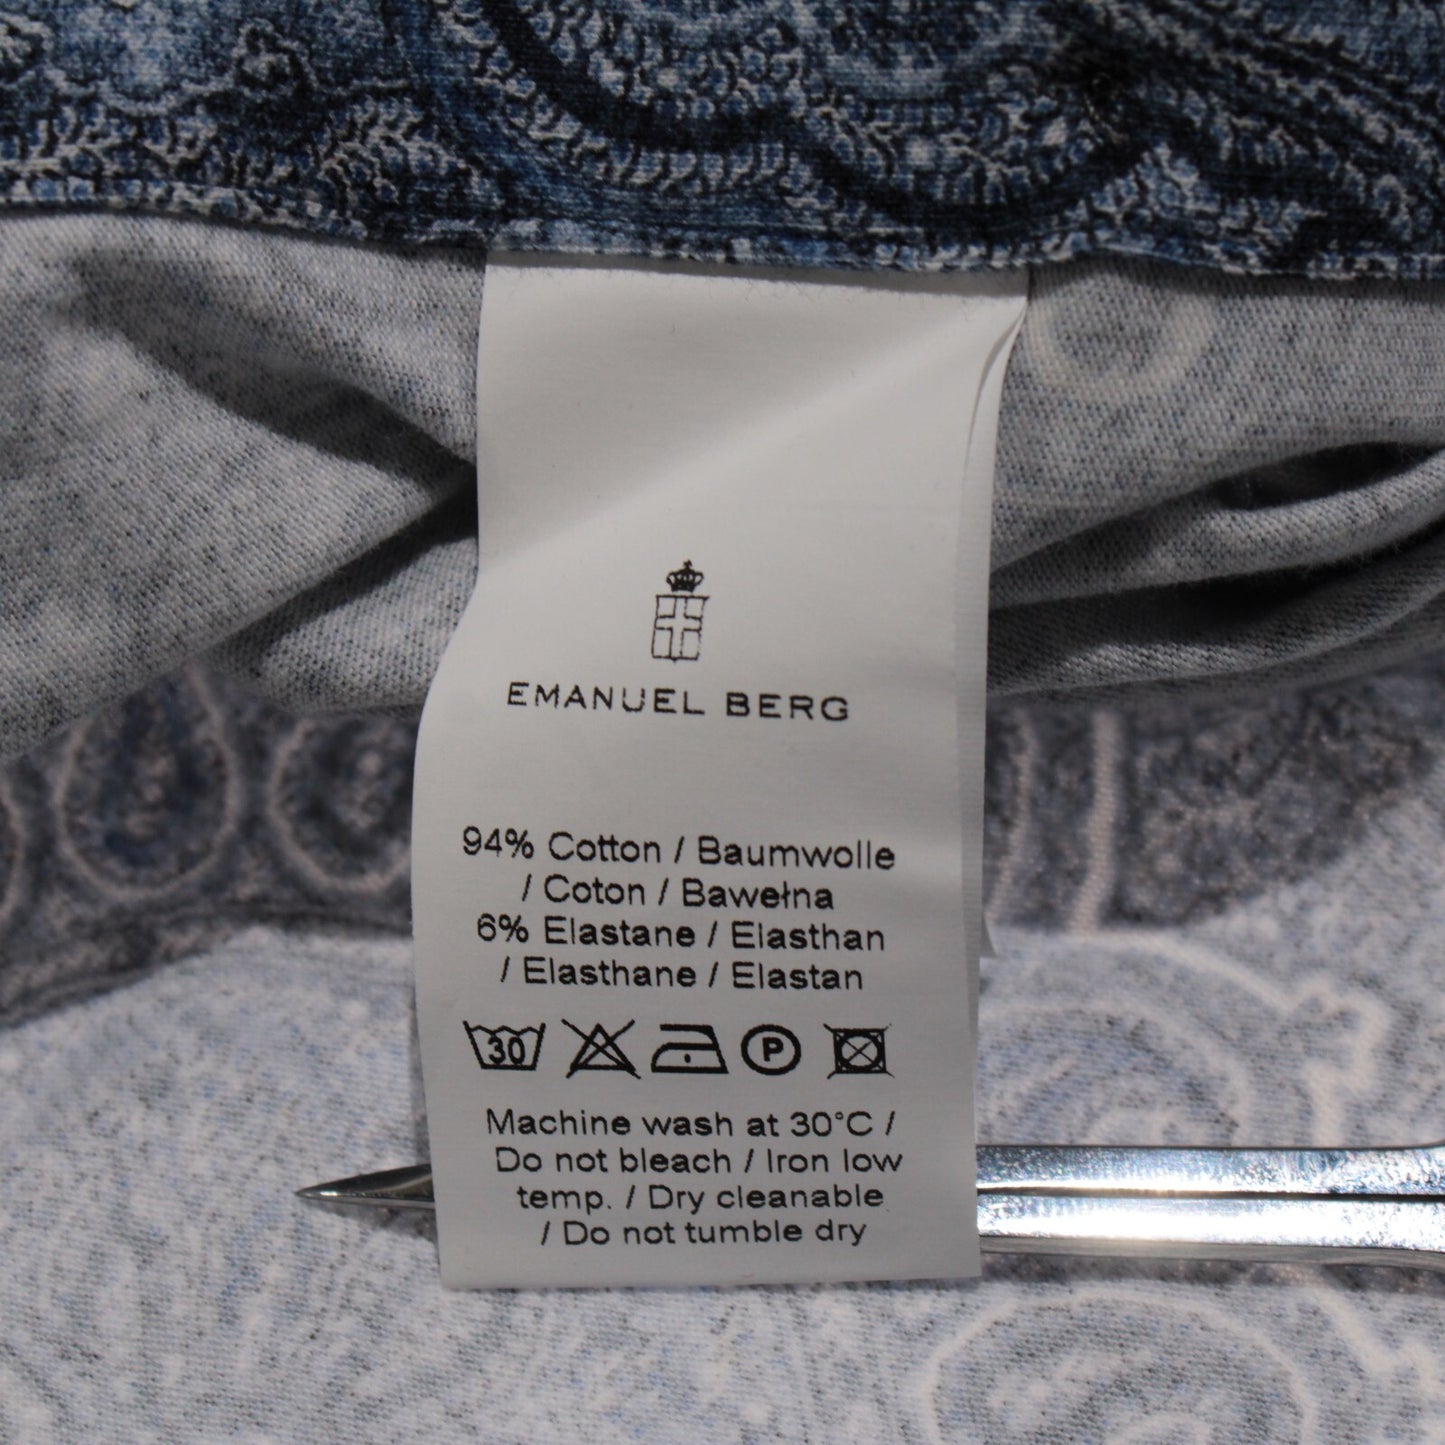 EMANUEL BERG
94% Cotton / Baumwolle
/ Coton / Bawełna
6% Elastane / Elasthan
/ Elasthane / Elastan
30 P
Machine wash at 30°C /
Do not bleach / Iron low
temp. / Dry cleanable
/ Do not tumble dry